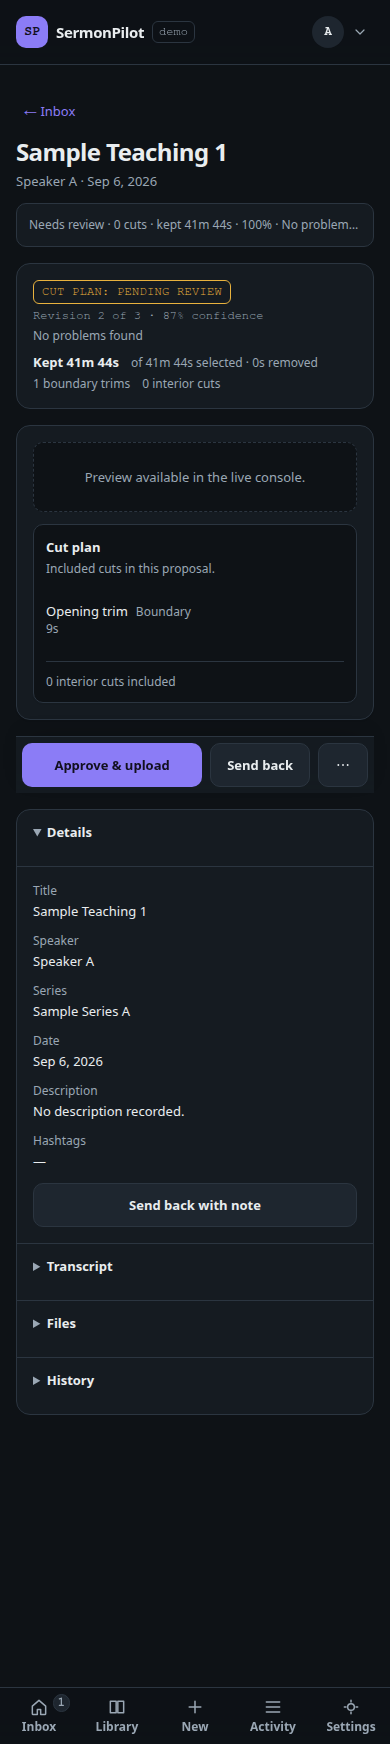 SP SermonPilot demo A
← Inbox
Sample Teaching 1
Speaker A · Sep 6, 2026
Needs review · 0 cuts · kept 41m 44s · 100% · No problem...
CUT PLAN: PENDING REVIEW
Revision 2 of 3 · 87% confidence
No problems found
Kept 41m 44s of 41m 44s selected · 0s removed
1 boundary trims 0 interior cuts
Preview available in the live console.
Cut plan
Included cuts in this proposal.
Opening trim Boundary
9s
0 interior cuts included
Approve & upload Send back ···
▼ Details
Title
Sample Teaching 1
Speaker
Speaker A
Series
Sample Series A
Date
Sep 6, 2026
Description
No description recorded.
Hashtags
—
Send back with note
▶ Transcript
▶ Files
▶ History
1
Inbox Library New Activity Settings